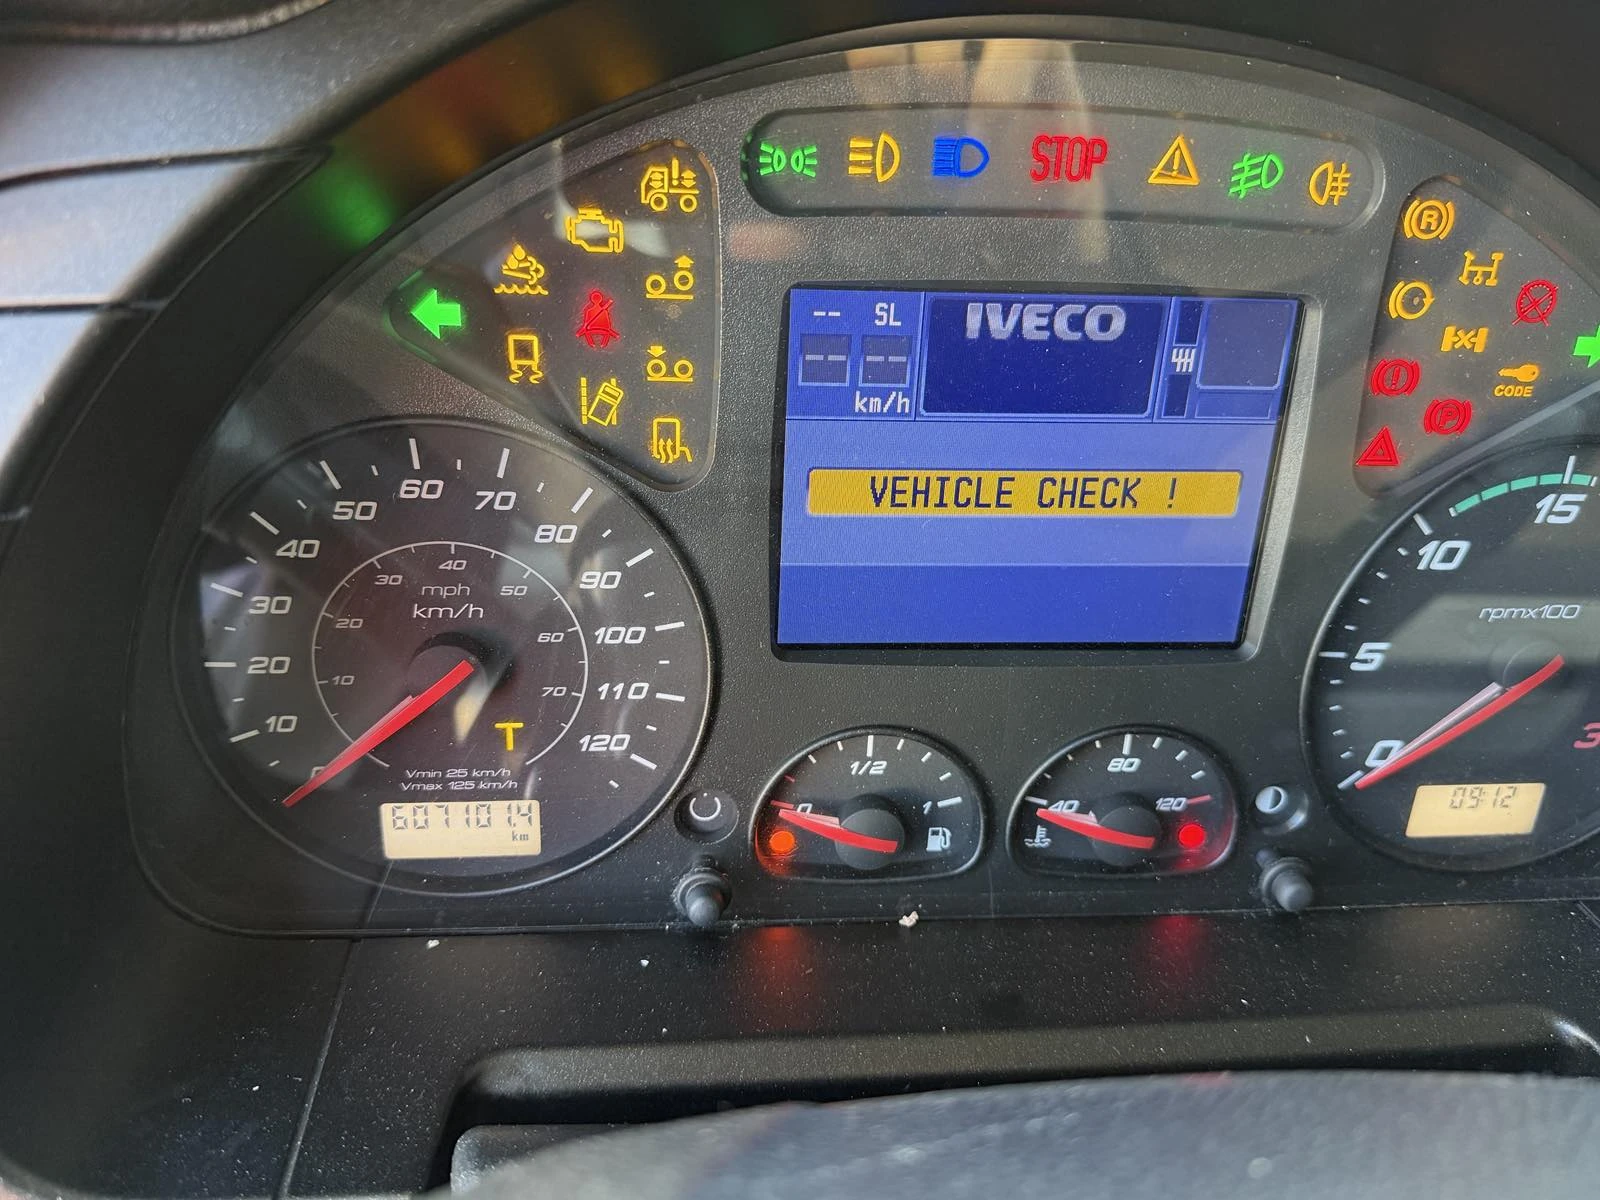 STOP
R
-- SL
-- --
km/h
IVECO
VEHICLE CHECK !
CODE
P
10 20 30 40 50 60 70 80 90 100 110 120
10 20 30 40 50 60 70
mph
km/h
T
Vmin 25 km/h
Vmax 125 km/h
607101.4
km
0 1/2 1
40 80 120
0 5 10 15
rpmx100
3
09:12